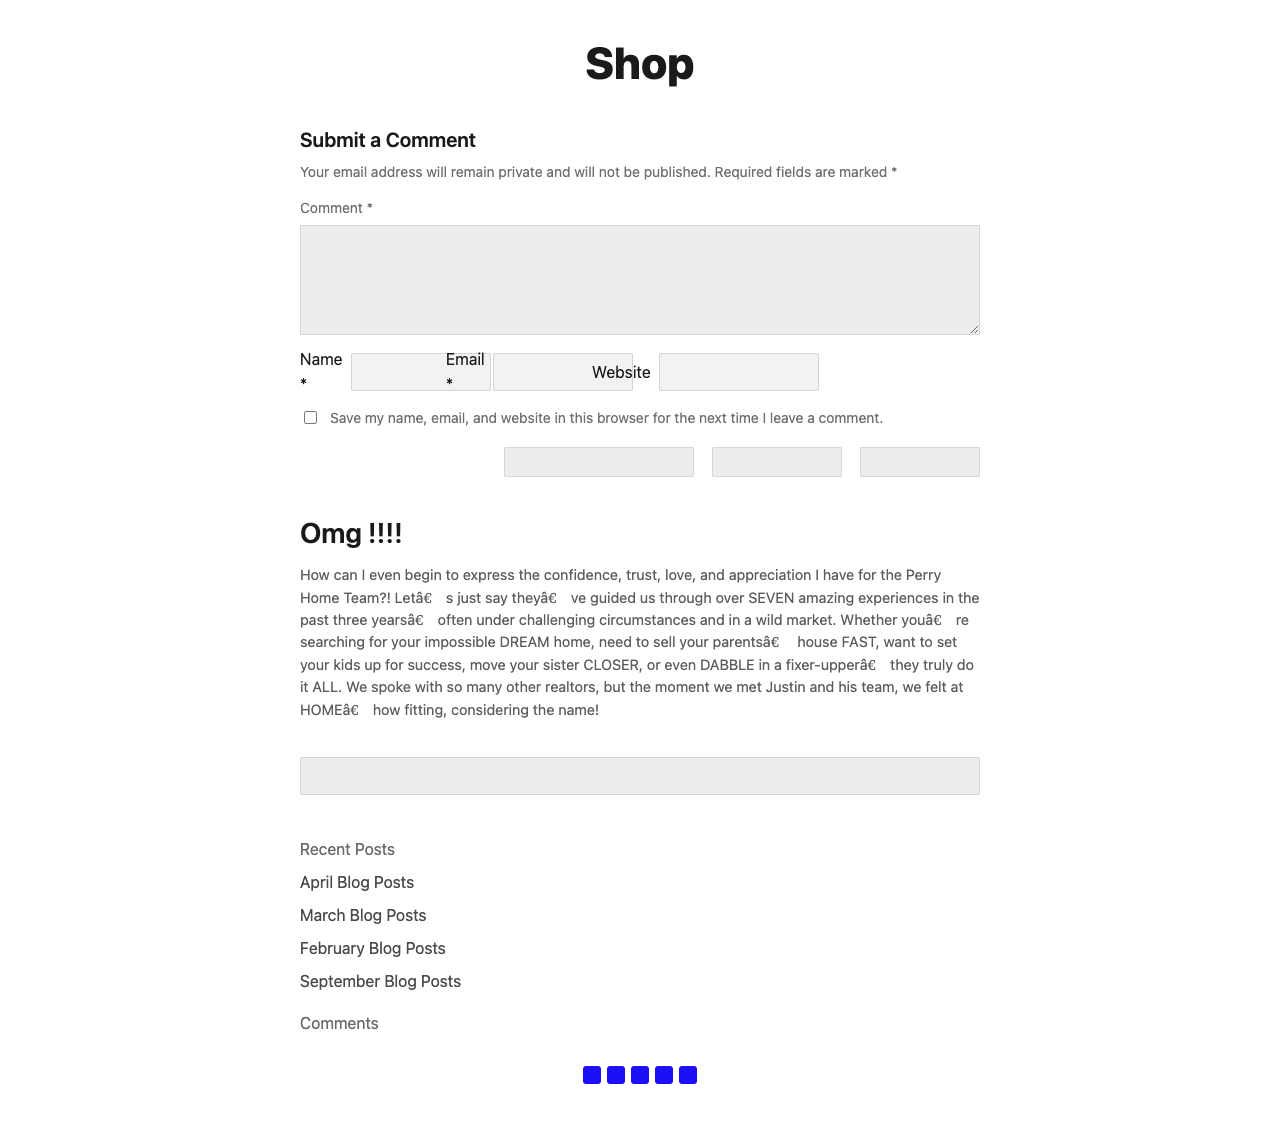 Shop
Submit a Comment
Your email address will remain private and will not be published. Required fields are marked *
Comment *
Name *
Email *
Website
Save my name, email, and website in this browser for the next time I leave a comment.
Omg !!!!
How can I even begin to express the confidence, trust, love, and appreciation I have for the Perry
Home Team?! Letâ€ s just say theyâ€ ve guided us through over SEVEN amazing experiences in the
past three yearsâ€ often under challenging circumstances and in a wild market. Whether youâ€ re
searching for your impossible DREAM home, need to sell your parentsâ€ house FAST, want to set
your kids up for success, move your sister CLOSER, or even DABBLE in a fixer-upperâ€ they truly do
it ALL. We spoke with so many other realtors, but the moment we met Justin and his team, we felt at
HOMEâ€ how fitting, considering the name!
Recent Posts
April Blog Posts
March Blog Posts
February Blog Posts
September Blog Posts
Comments